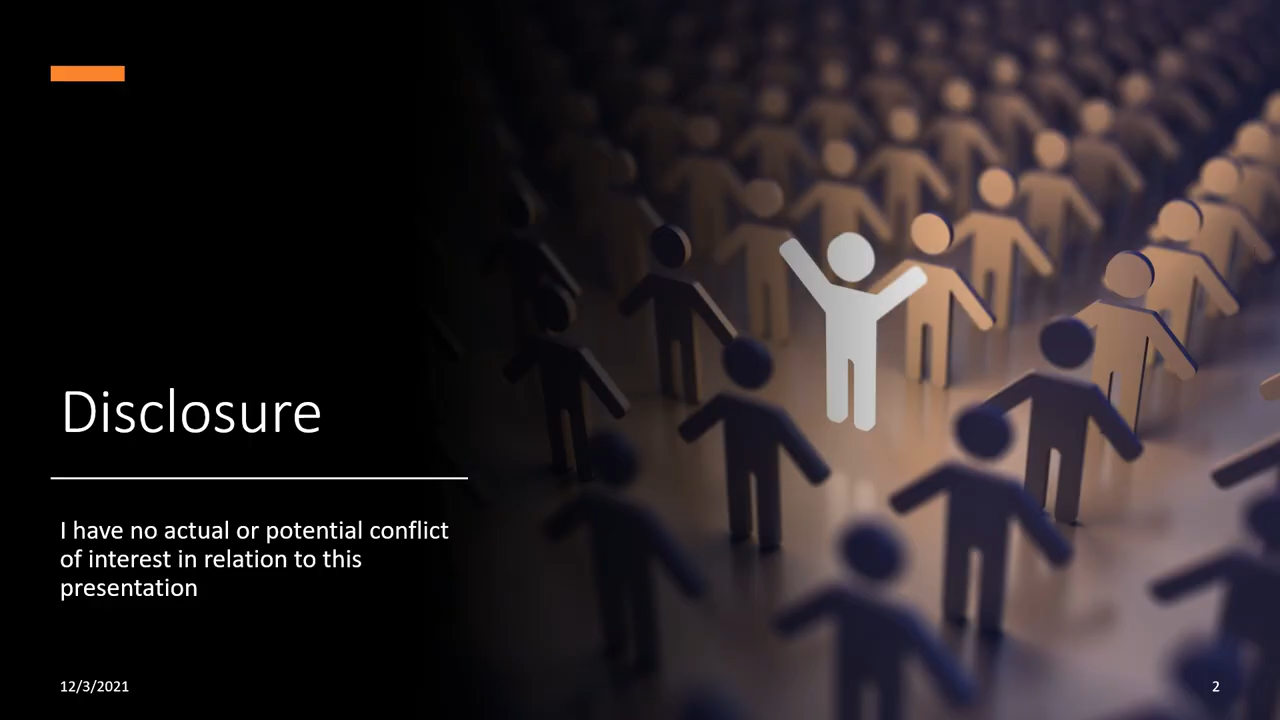 Disclosure
I have no actual or potential conflict
of interest in relation to this
presentation
12/3/2021
2